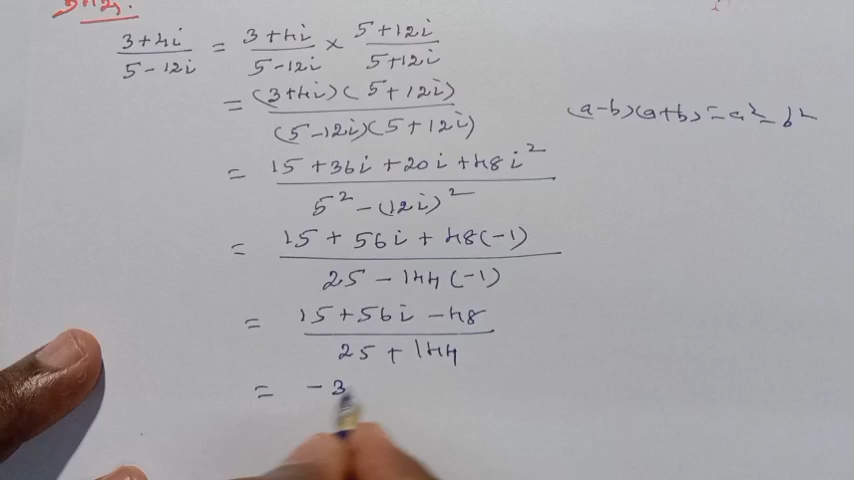 3+4i / 5-12i = 3+4i / 5-12i × 5+12i / 5+12i
= (3+4i)(5+12i) / (5-12i)(5+12i)
(a-b)(a+b) = a²-b²
= 15+36i+20i+48i² / 5²-(12i)²
= 15+56i+48(-1) / 25-144(-1)
= 15+56i-48 / 25+144
= -3